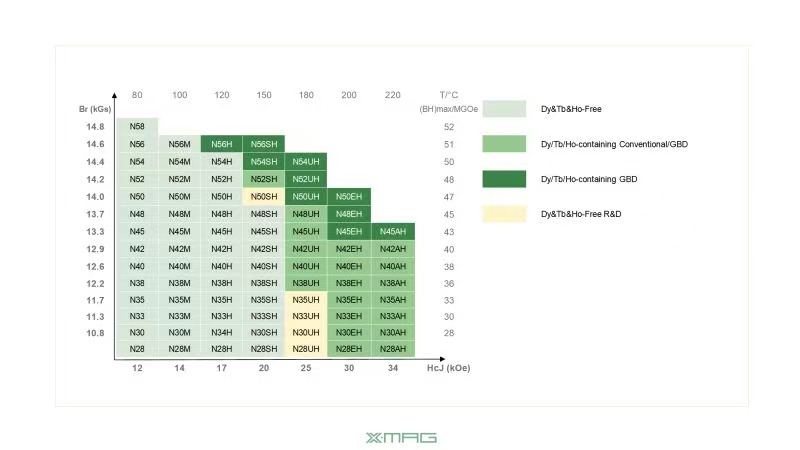 80 100 120 150 180 200 220 T/°C
Br (kGs) (BH)max/MGOe Dy&Tb&Ho-Free
14.8 N58 52
14.6 N56 N56M N56H N56SH 51 Dy/Tb/Ho-containing Conventional/GBD
14.4 N54 N54M N54H N54SH N54UH 50
14.2 N52 N52M N52H N52SH N52UH 48 Dy/Tb/Ho-containing GBD
14.0 N50 N50M N50H N50SH N50UH N50EH 47
13.7 N48 N48M N48H N48SH N48UH N48EH 45 Dy&Tb&Ho-Free R&D
13.3 N45 N45M N45H N45SH N45UH N45EH N45AH 43
12.9 N42 N42M N42H N42SH N42UH N42EH N42AH 40
12.6 N40 N40M N40H N40SH N40UH N40EH N40AH 38
12.2 N38 N38M N38H N38SH N38UH N38EH N38AH 36
11.7 N35 N35M N35H N35SH N35UH N35EH N35AH 33
11.3 N33 N33M N33H N33SH N33UH N33EH N33AH 30
10.8 N30 N30M N34H N30SH N30UH N30EH N30AH 28
N28 N28M N28H N28SH N28UH N28EH N28AH
12 14 17 20 25 30 34 HcJ (kOe)
XMAG